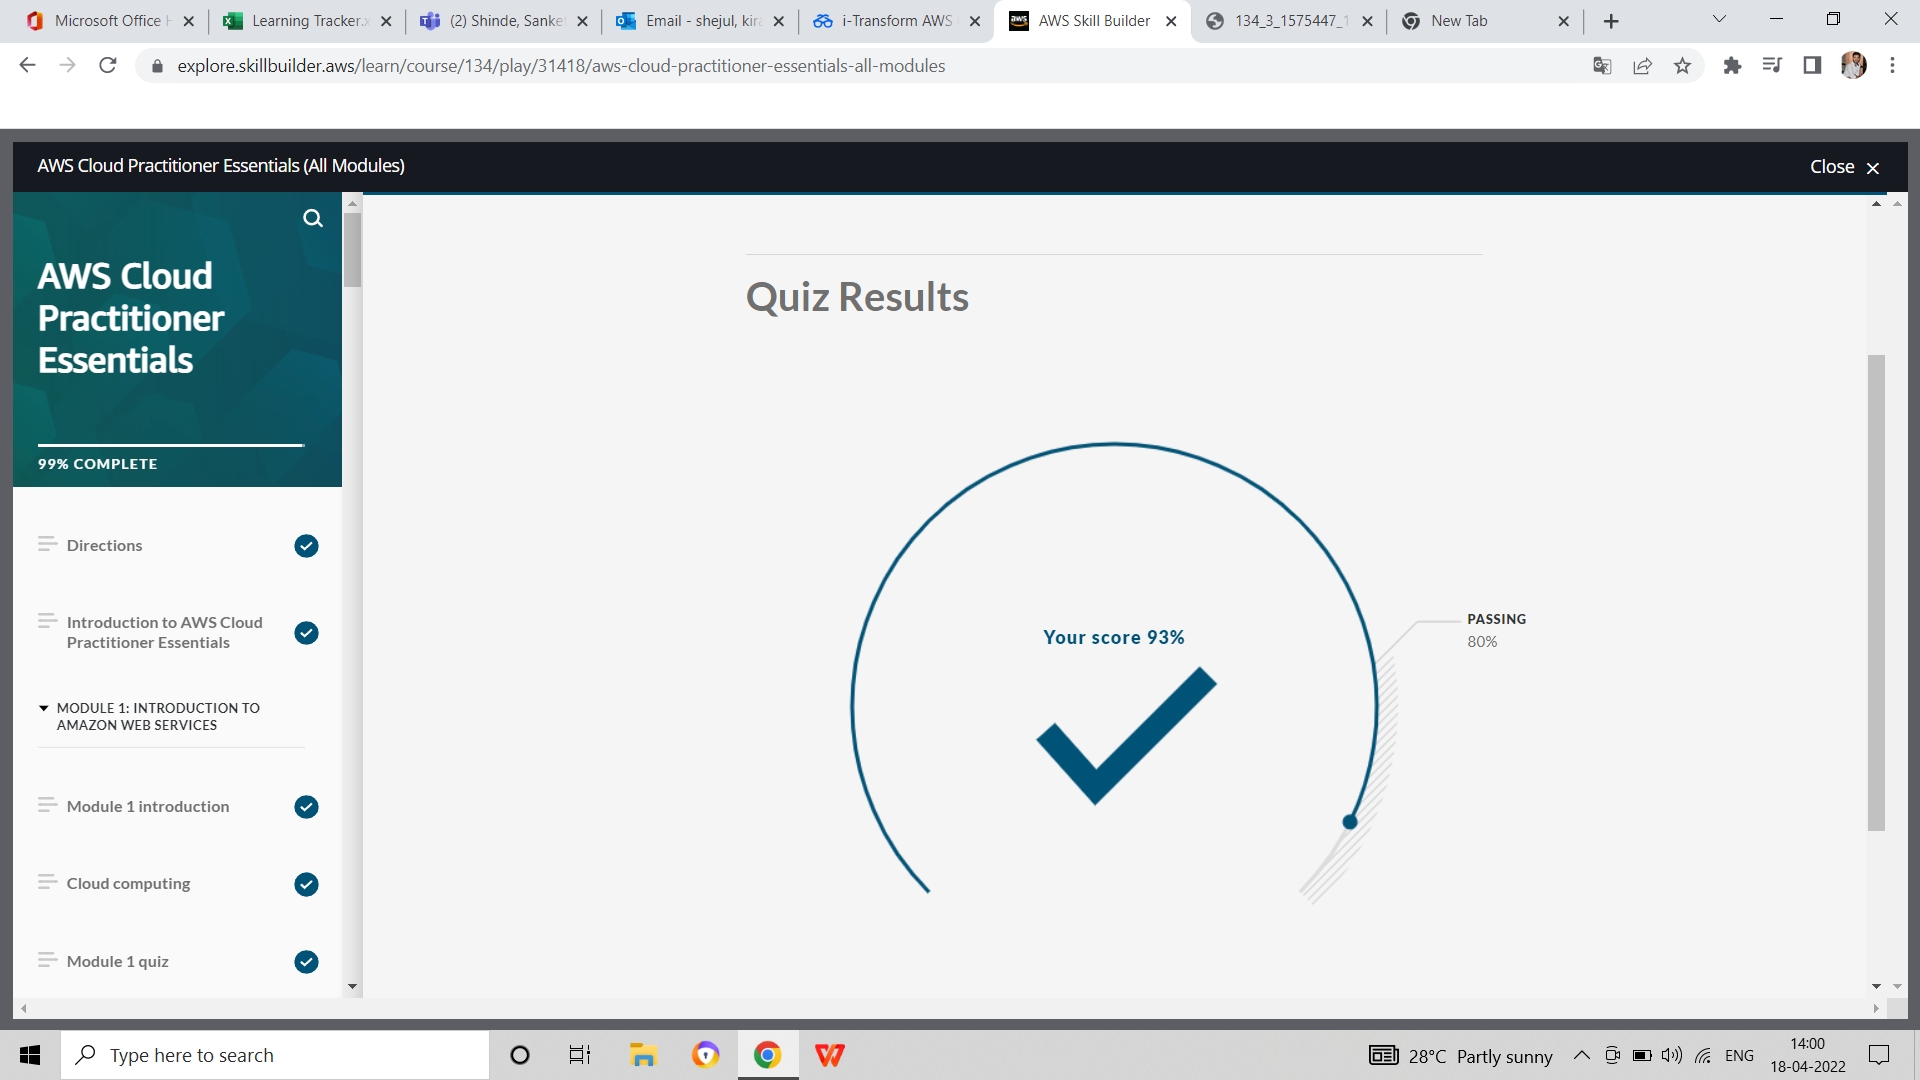 Microsoft Office H
Learning Tracker.x
(2) Shinde, Sanket
Email - shejul, kira
i-Transform AWS
AWS Skill Builder
134_3_1575447_1
New Tab
explore.skillbuilder.aws/learn/course/134/play/31418/aws-cloud-practitioner-essentials-all-modules
AWS Cloud Practitioner Essentials (All Modules)
Close
AWS Cloud
Practitioner
Essentials
99% COMPLETE
Directions
Introduction to AWS Cloud
Practitioner Essentials
MODULE 1: INTRODUCTION TO
AMAZON WEB SERVICES
Module 1 introduction
Cloud computing
Module 1 quiz
Quiz Results
Your score 93%
PASSING
80%
Type here to search
28°C Partly sunny
ENG
14:00
18-04-2022